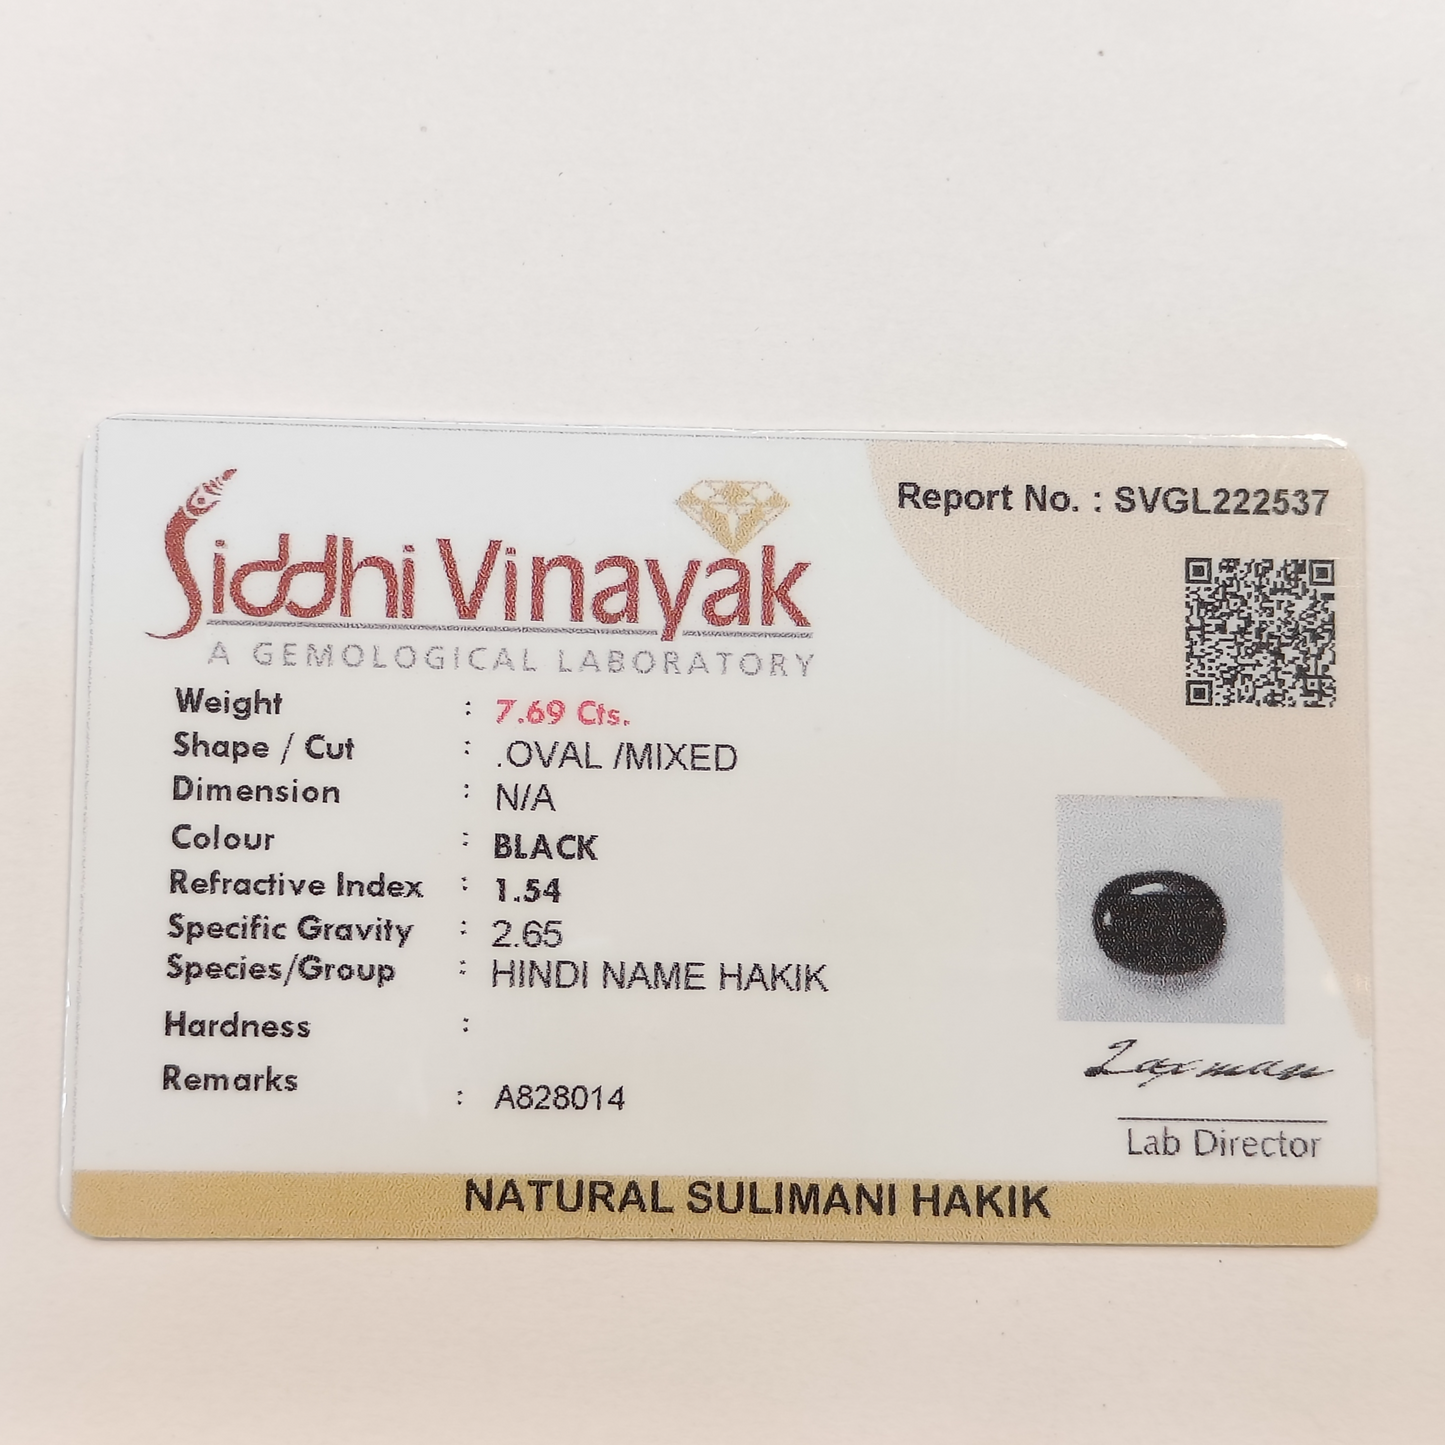 Siddhi Vinayak
A GEMOLOGICAL LABORATORY
Report No. : SVGL222537
Weight : 7.69 Cts.
Shape / Cut : .OVAL /MIXED
Dimension : N/A
Colour : BLACK
Refractive Index : 1.54
Specific Gravity : 2.65
Species/Group : HINDI NAME HAKIK
Hardness :
Remarks : A828014
Laxman
Lab Director
NATURAL SULIMANI HAKIK